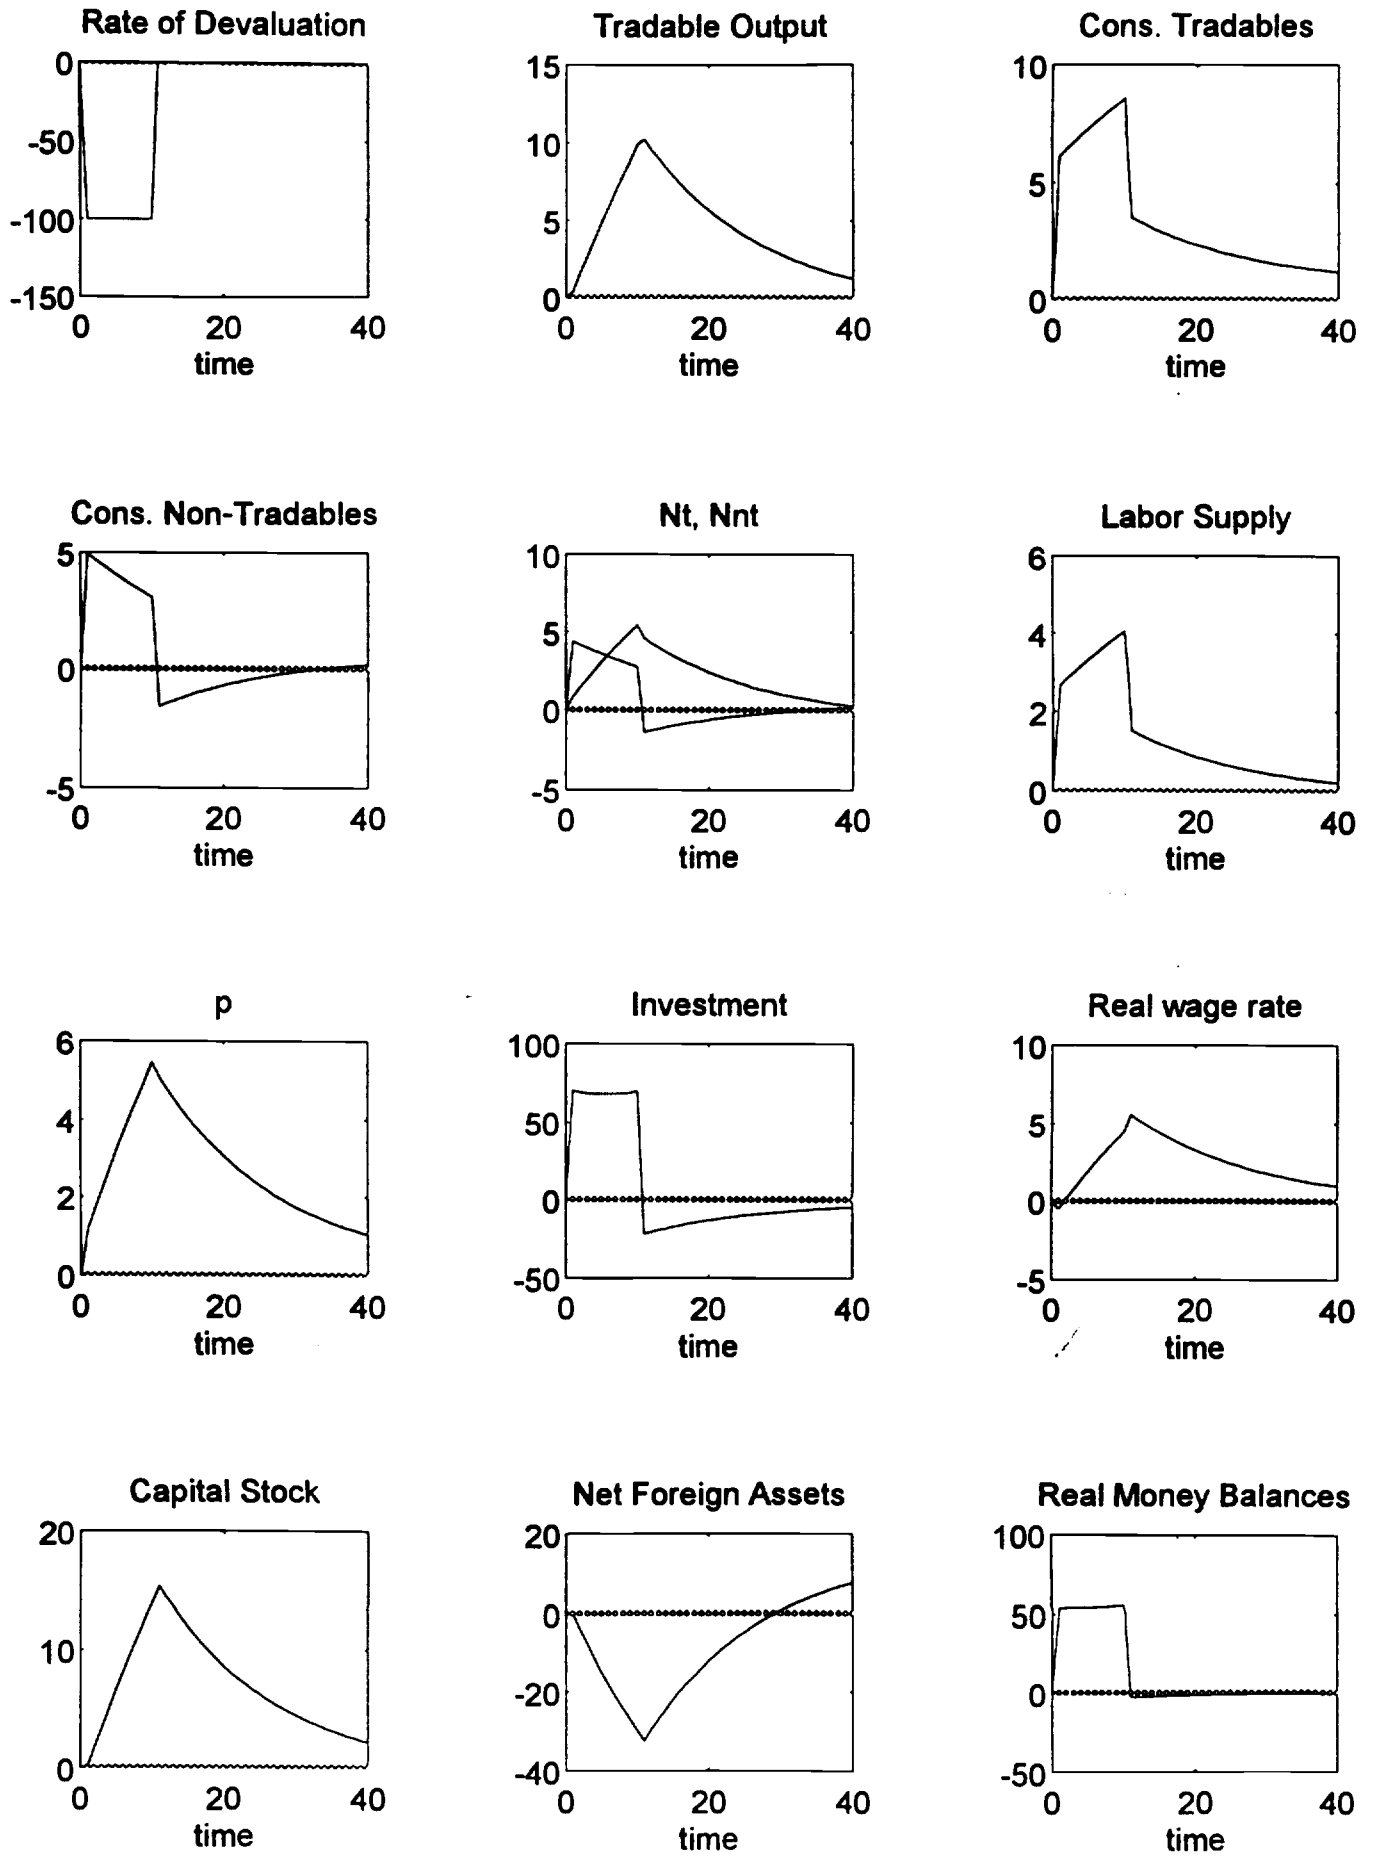 Rate of Devaluation
0
-50
-100
-150
0 20 40
time
Tradable Output
15
10
5
0
0 20 40
time
Cons. Tradables
10
5
0
0 20 40
time
Cons. Non-Tradables
5
0
-5
0 20 40
time
Nt, Nnt
10
5
0
-5
0 20 40
time
Labor Supply
6
4
2
0
0 20 40
time
p
6
4
2
0
0 20 40
time
Investment
100
50
0
-50
0 20 40
time
Real wage rate
10
5
0
-5
0 20 40
time
Capital Stock
20
10
0
0 20 40
time
Net Foreign Assets
20
0
-20
-40
0 20 40
time
Real Money Balances
100
50
0
-50
0 20 40
time